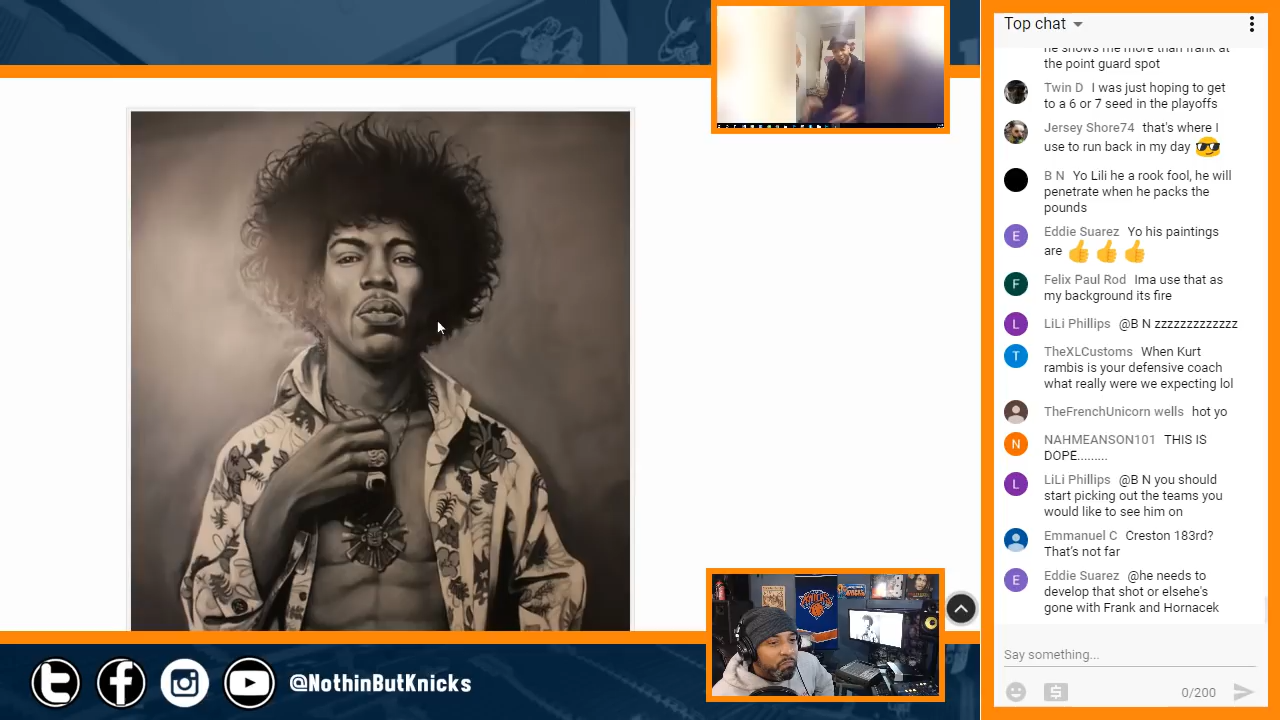 Top chat
he shows me more than frank at
the point guard spot
Twin D I was just hoping to get
to a 6 or 7 seed in the playoffs
Jersey Shore74 that's where I
use to run back in my day 😎
B N Yo Lili he a rook fool, he will
penetrate when he packs the
pounds
E
Eddie Suarez Yo his paintings
are 👍 👍 👍
F
Felix Paul Rod Ima use that as
my background its fire
L
LiLi Phillips @B N zzzzzzzzzzzzz
T
TheXLCustoms When Kurt
rambis is your defensive coach
what really were we expecting lol
TheFrenchUnicorn wells hot yo
N
NAHMEANSON101 THIS IS
DOPE.........
L
LiLi Phillips @B N you should
start picking out the teams you
would like to see him on
Emmanuel C Creston 183rd?
That's not far
E
Eddie Suarez @he needs to
develop that shot or elsehe's
gone with Frank and Hornacek
Say something...
0/200
KNICKS
@NothinButKnicks